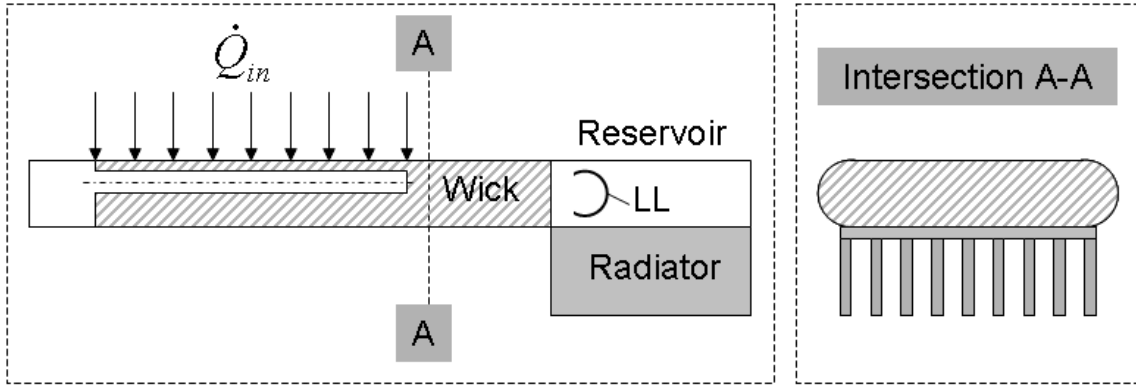 A
Q̇in
Intersection A-A
Reservoir
Wick
LL
Radiator
A